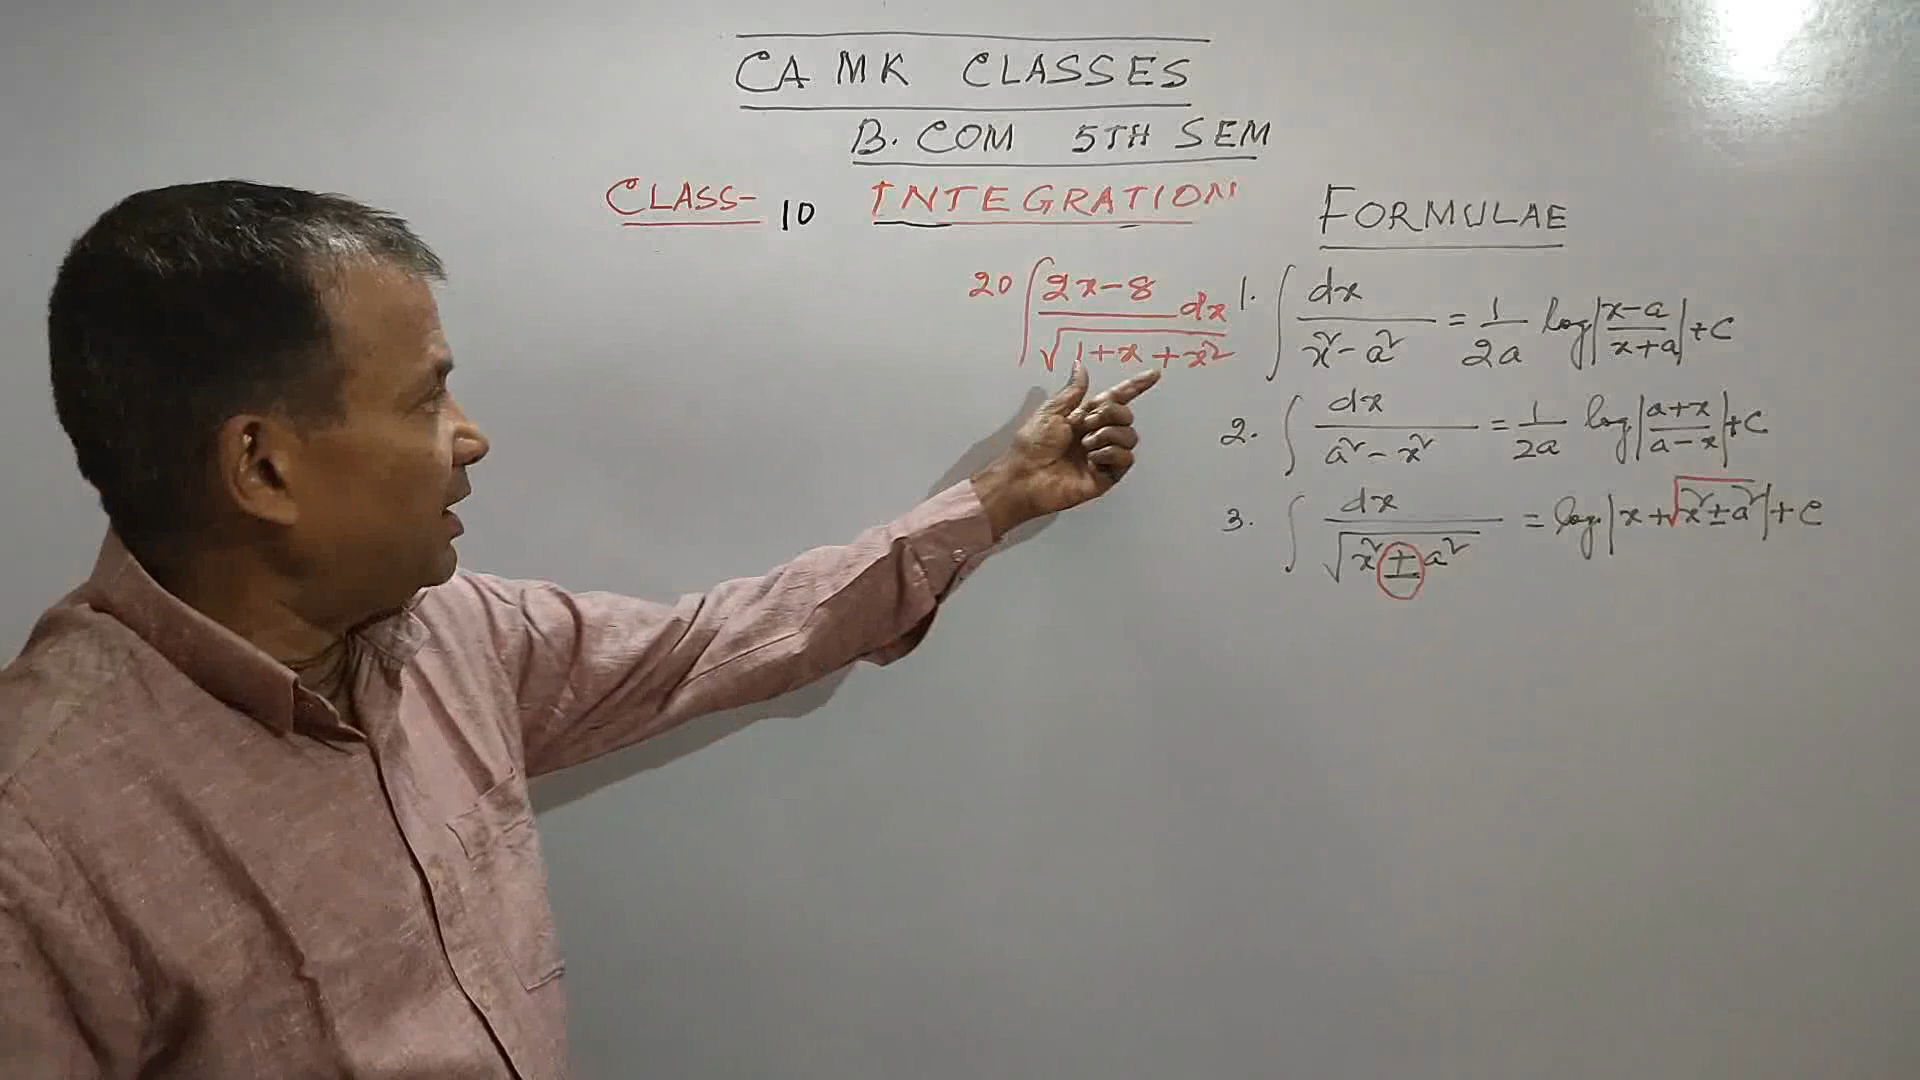 CA MK CLASSES
B. COM 5TH SEM
CLASS- 10 INTEGRATION
20 ∫ 2x-8 / √1+x+x² dx
FORMULAE
1. ∫ dx / x²-a² = 1/2a log|x-a / x+a| + C
2. ∫ dx / a²-x² = 1/2a log|a+x / a-x| + C
3. ∫ dx / √x²±a² = log|x+√x²±a²| + C